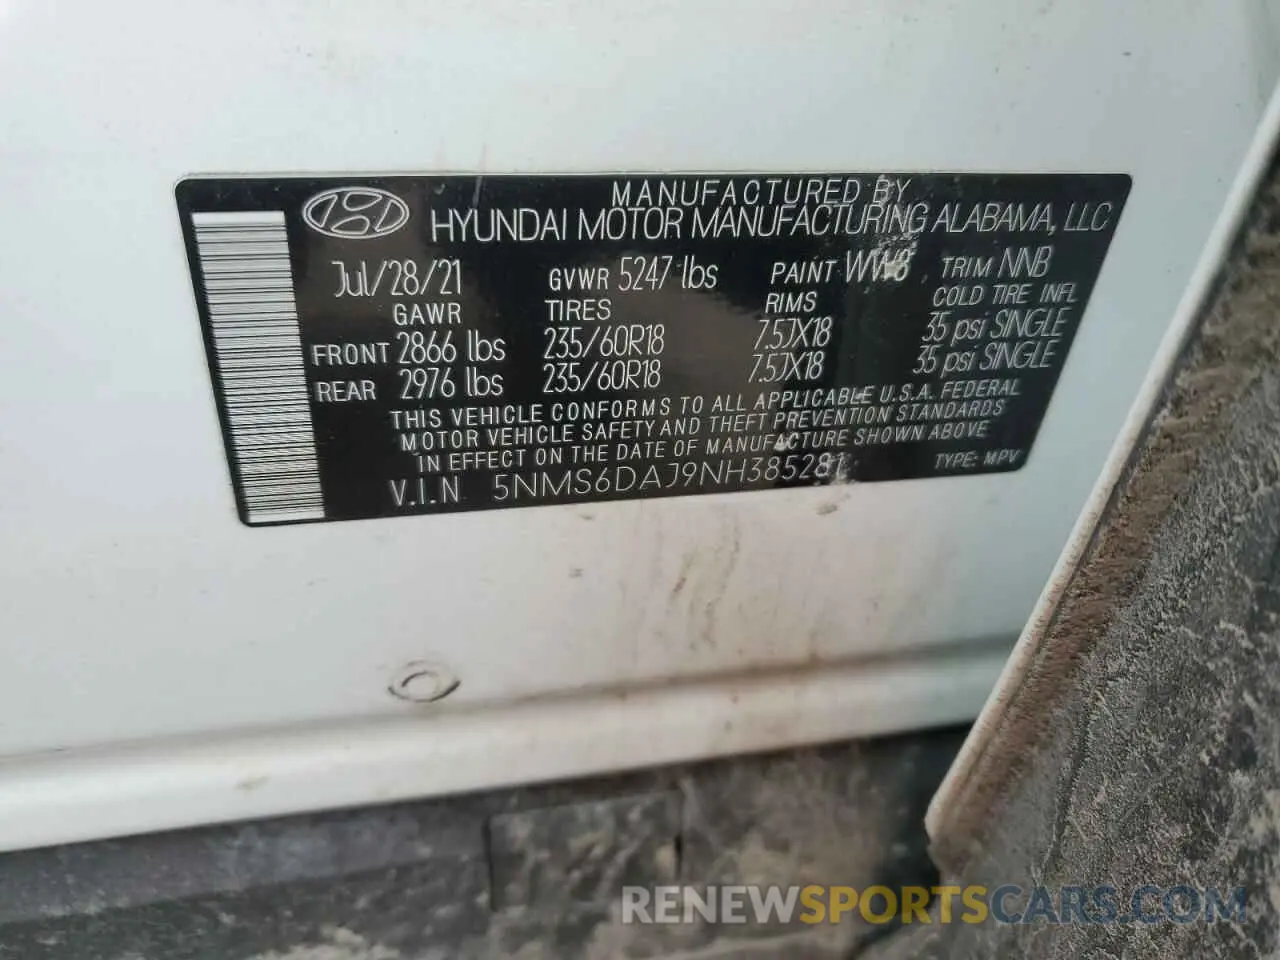 MANUFACTURED BY
HYUNDAI MOTOR MANUFACTURING ALABAMA, LLC
Jul/28/21 GVWR 5247 lbs PAINT WW8 TRIM NNB
GAWR TIRES RIMS COLD TIRE INFL
FRONT 2866 lbs 235/60R18 7.5JX18 35 psi SINGLE
REAR 2976 lbs 235/60R18 7.5JX18 35 psi SINGLE
THIS VEHICLE CONFORMS TO ALL APPLICABLE U.S.A. FEDERAL
MOTOR VEHICLE SAFETY AND THEFT PREVENTION STANDARDS
IN EFFECT ON THE DATE OF MANUFACTURE SHOWN ABOVE
V.I.N 5NMS6DAJ9NH385281 TYPE: MPV
RENEWSPORTSCARS.COM